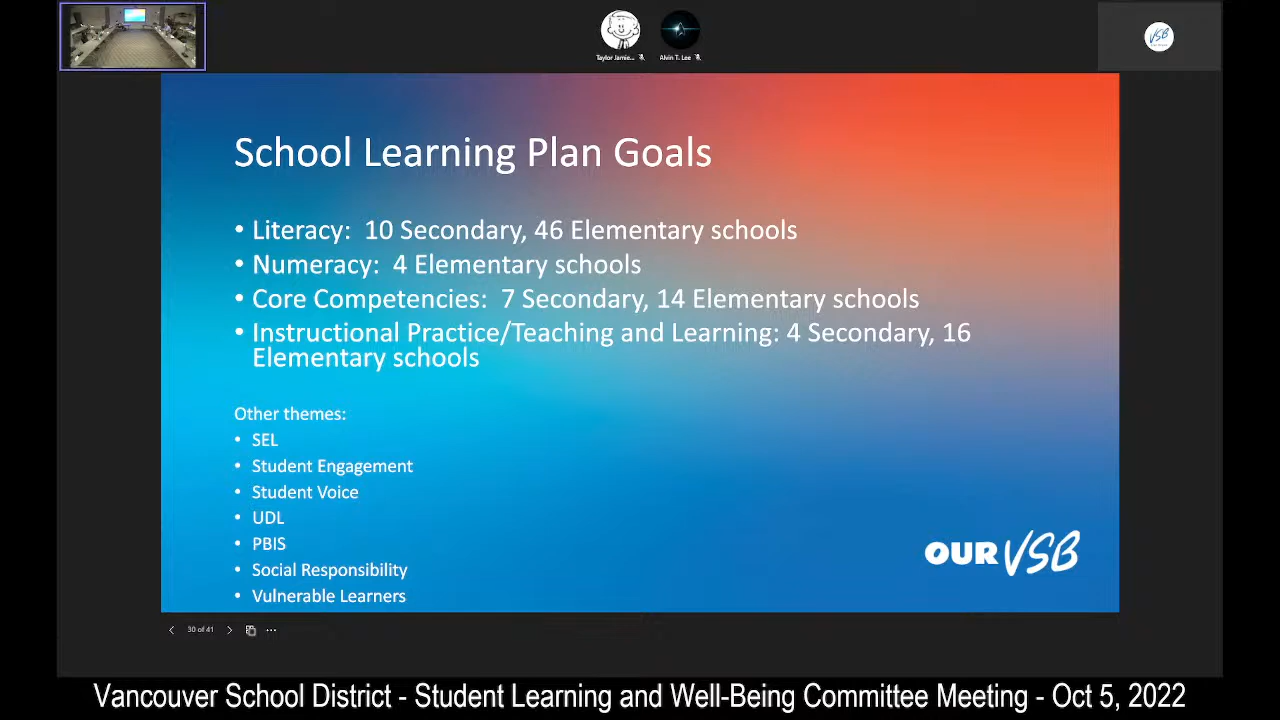 Taylor Jamie...
Alvin T. Lee
VSB
School Learning Plan Goals
• Literacy:  10 Secondary, 46 Elementary schools
• Numeracy:  4 Elementary schools
• Core Competencies:  7 Secondary, 14 Elementary schools
• Instructional Practice/Teaching and Learning: 4 Secondary, 16
Elementary schools
Other themes:
• SEL
• Student Engagement
• Student Voice
• UDL
• PBIS
• Social Responsibility
• Vulnerable Learners
OUR VSB
30 of 41
Vancouver School District - Student Learning and Well-Being Committee Meeting - Oct 5, 2022